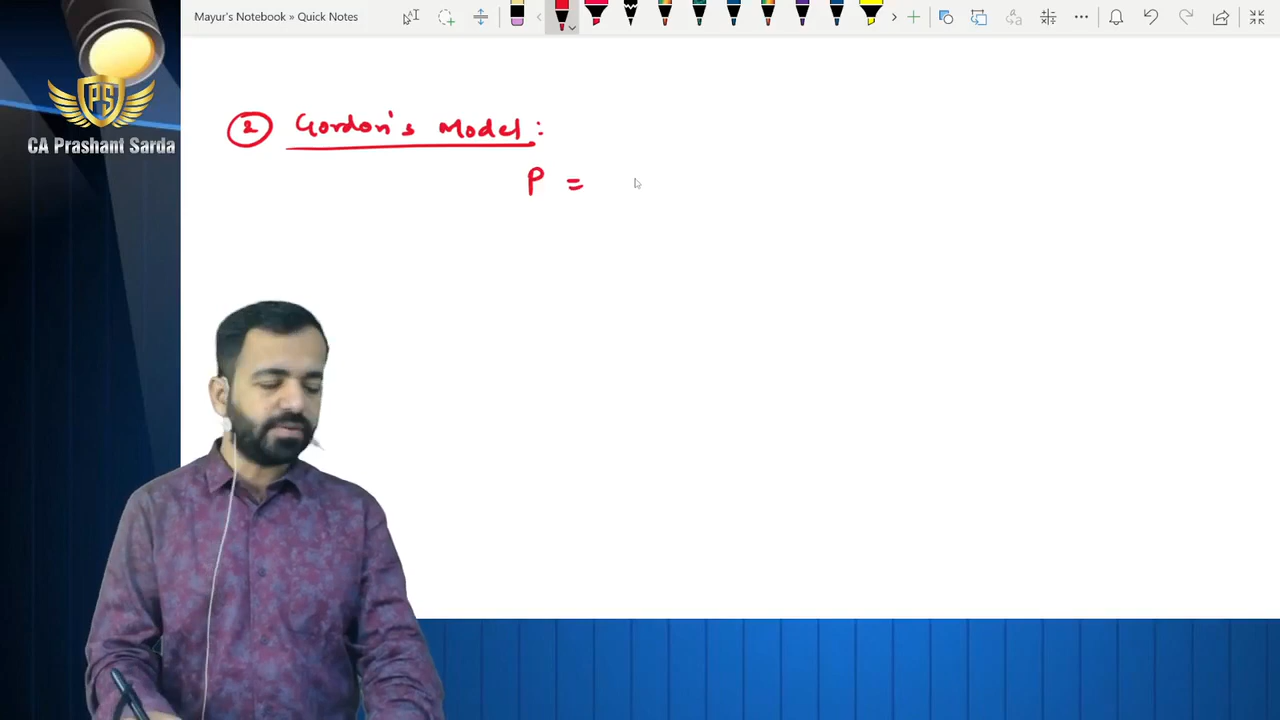 Mayur's Notebook » Quick Notes
PS
CA Prashant Sarda
② Gordon's Model:
P =